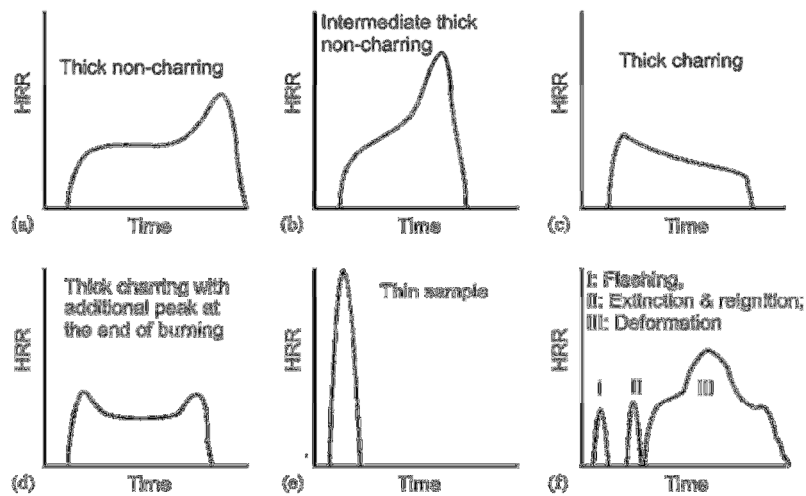 Thick non-charring
HRR
(a)
Time
Intermediate thick
non-charring
HRR
(b)
Time
Thick charring
HRR
(c)
Time
Thick charring with
additional peak at
the end of burning
HRR
(d)
Time
Thin sample
HRR
(e)
Time
I: Flashing,
II: Extinction & reignition;
III: Deformation
HRR
I
II
III
(f)
Time